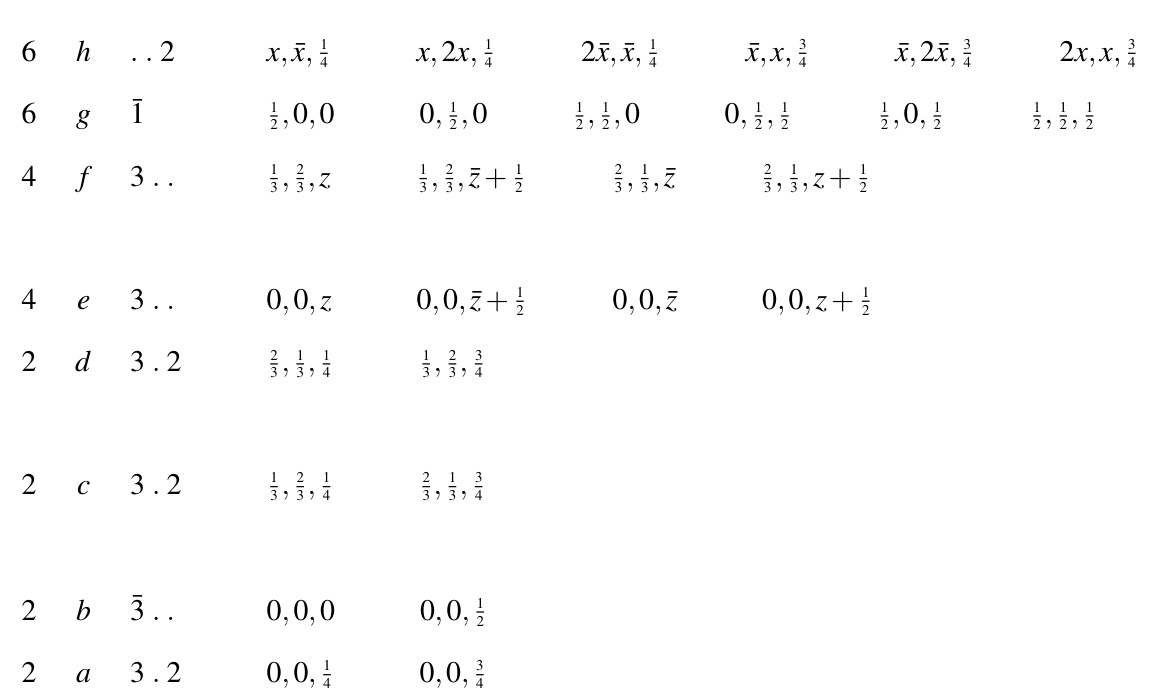 6 h . . 2 x, x̄, 1/4 x, 2x, 1/4 2x̄, x̄, 1/4 x̄, x, 3/4 x̄, 2x̄, 3/4 2x, x, 3/4
6 g 1̄ 1/2, 0, 0 0, 1/2, 0 1/2, 1/2, 0 0, 1/2, 1/2 1/2, 0, 1/2 1/2, 1/2, 1/2
4 f 3 . . 1/3, 2/3, z 1/3, 2/3, z̄ + 1/2 2/3, 1/3, z̄ 2/3, 1/3, z + 1/2
4 e 3 . . 0, 0, z 0, 0, z̄ + 1/2 0, 0, z̄ 0, 0, z + 1/2
2 d 3 . 2 2/3, 1/3, 1/4 1/3, 2/3, 3/4
2 c 3 . 2 1/3, 2/3, 1/4 2/3, 1/3, 3/4
2 b 3̄ . . 0, 0, 0 0, 0, 1/2
2 a 3 . 2 0, 0, 1/4 0, 0, 3/4